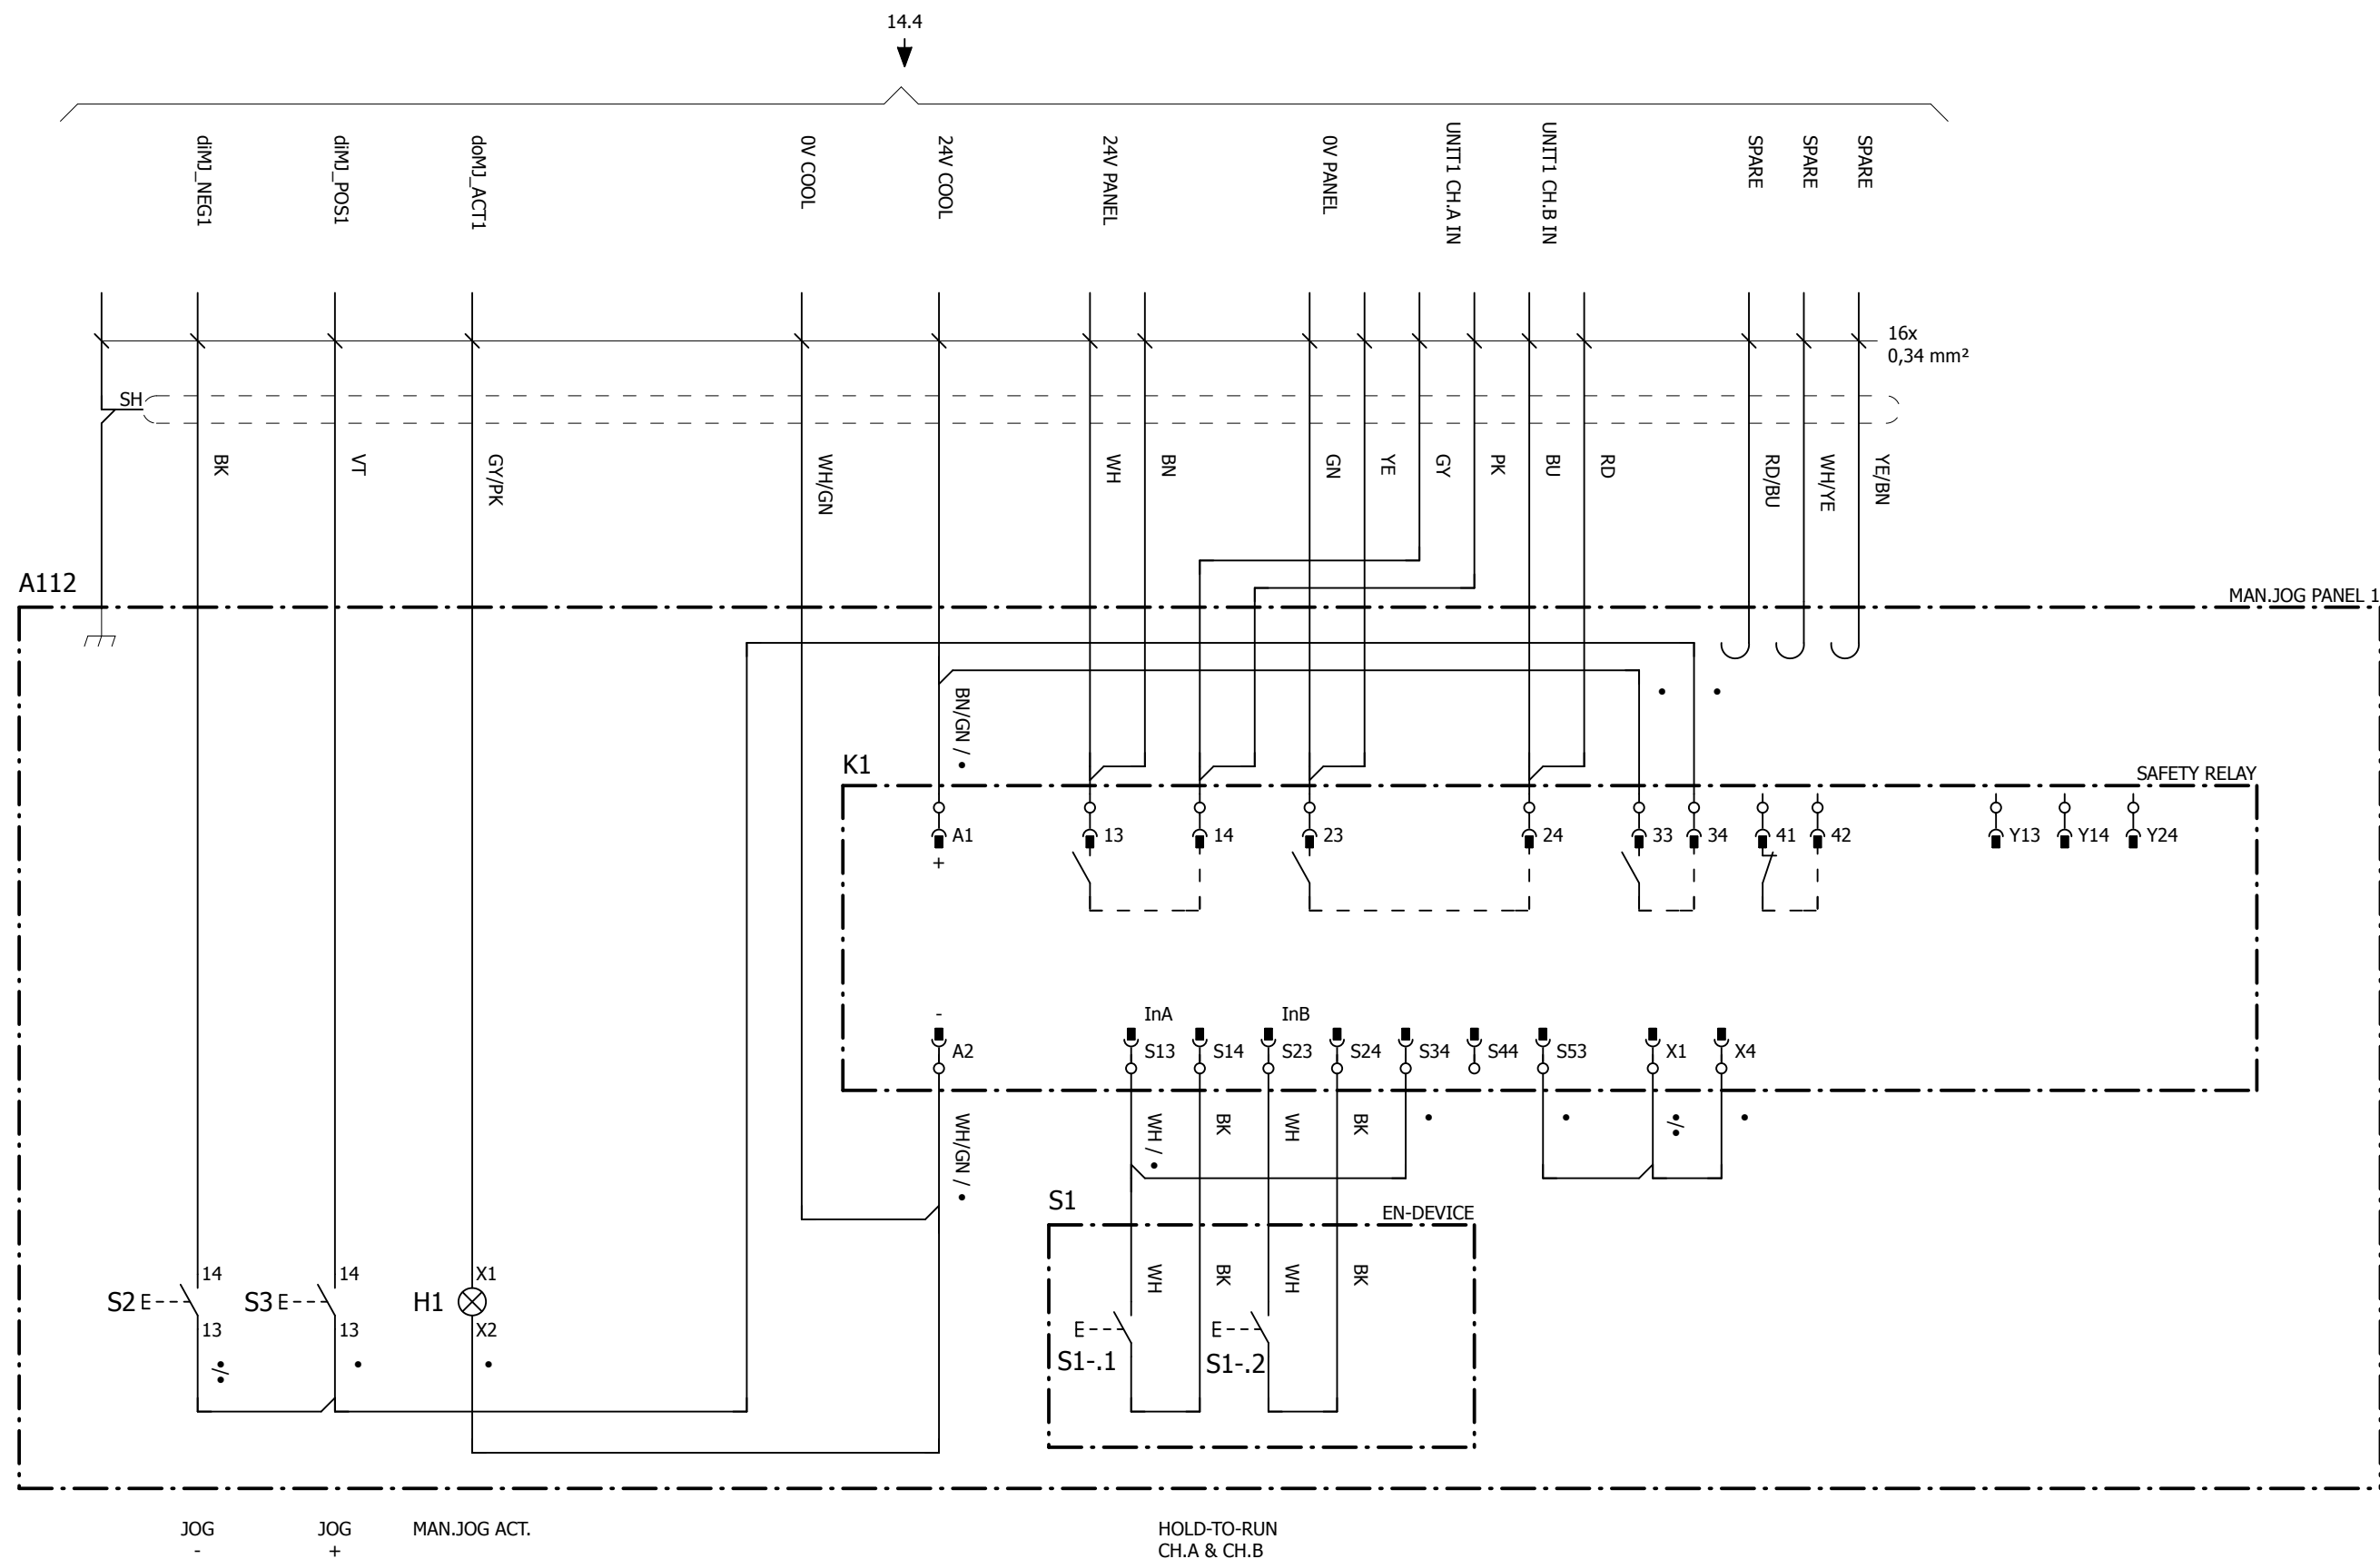 14.4
diMJ_NEG1
diMJ_POS1
doMJ_ACT1
0V COOL
24V COOL
24V PANEL
0V PANEL
UNIT1 CH.A IN
UNIT1 CH.B IN
SPARE
SPARE
SPARE
16x
0,34 mm²
SH
BK
VT
GY/PK
WH/GN
WH
BN
GN
YE
GY
PK
BU
RD
RD/BU
WH/YE
YE/BN
A112
MAN.JOG PANEL 1
BN/GN / •
•
•
K1
SAFETY RELAY
A1
13
14
23
24
33
34
41
42
Y13
Y14
Y24
+
-
InA
InB
A2
S13
S14
S23
S24
S34
S44
S53
X1
X4
WH/GN / •
WH / •
BK
WH
BK
•
•
•/•
•
S1
EN-DEVICE
WH
BK
WH
BK
14
14
X1
S2
S3
H1
13
13
X2
S1-.1
S1-.2
•/•
•
•
JOG
-
JOG
+
MAN.JOG ACT.
HOLD-TO-RUN
CH.A & CH.B